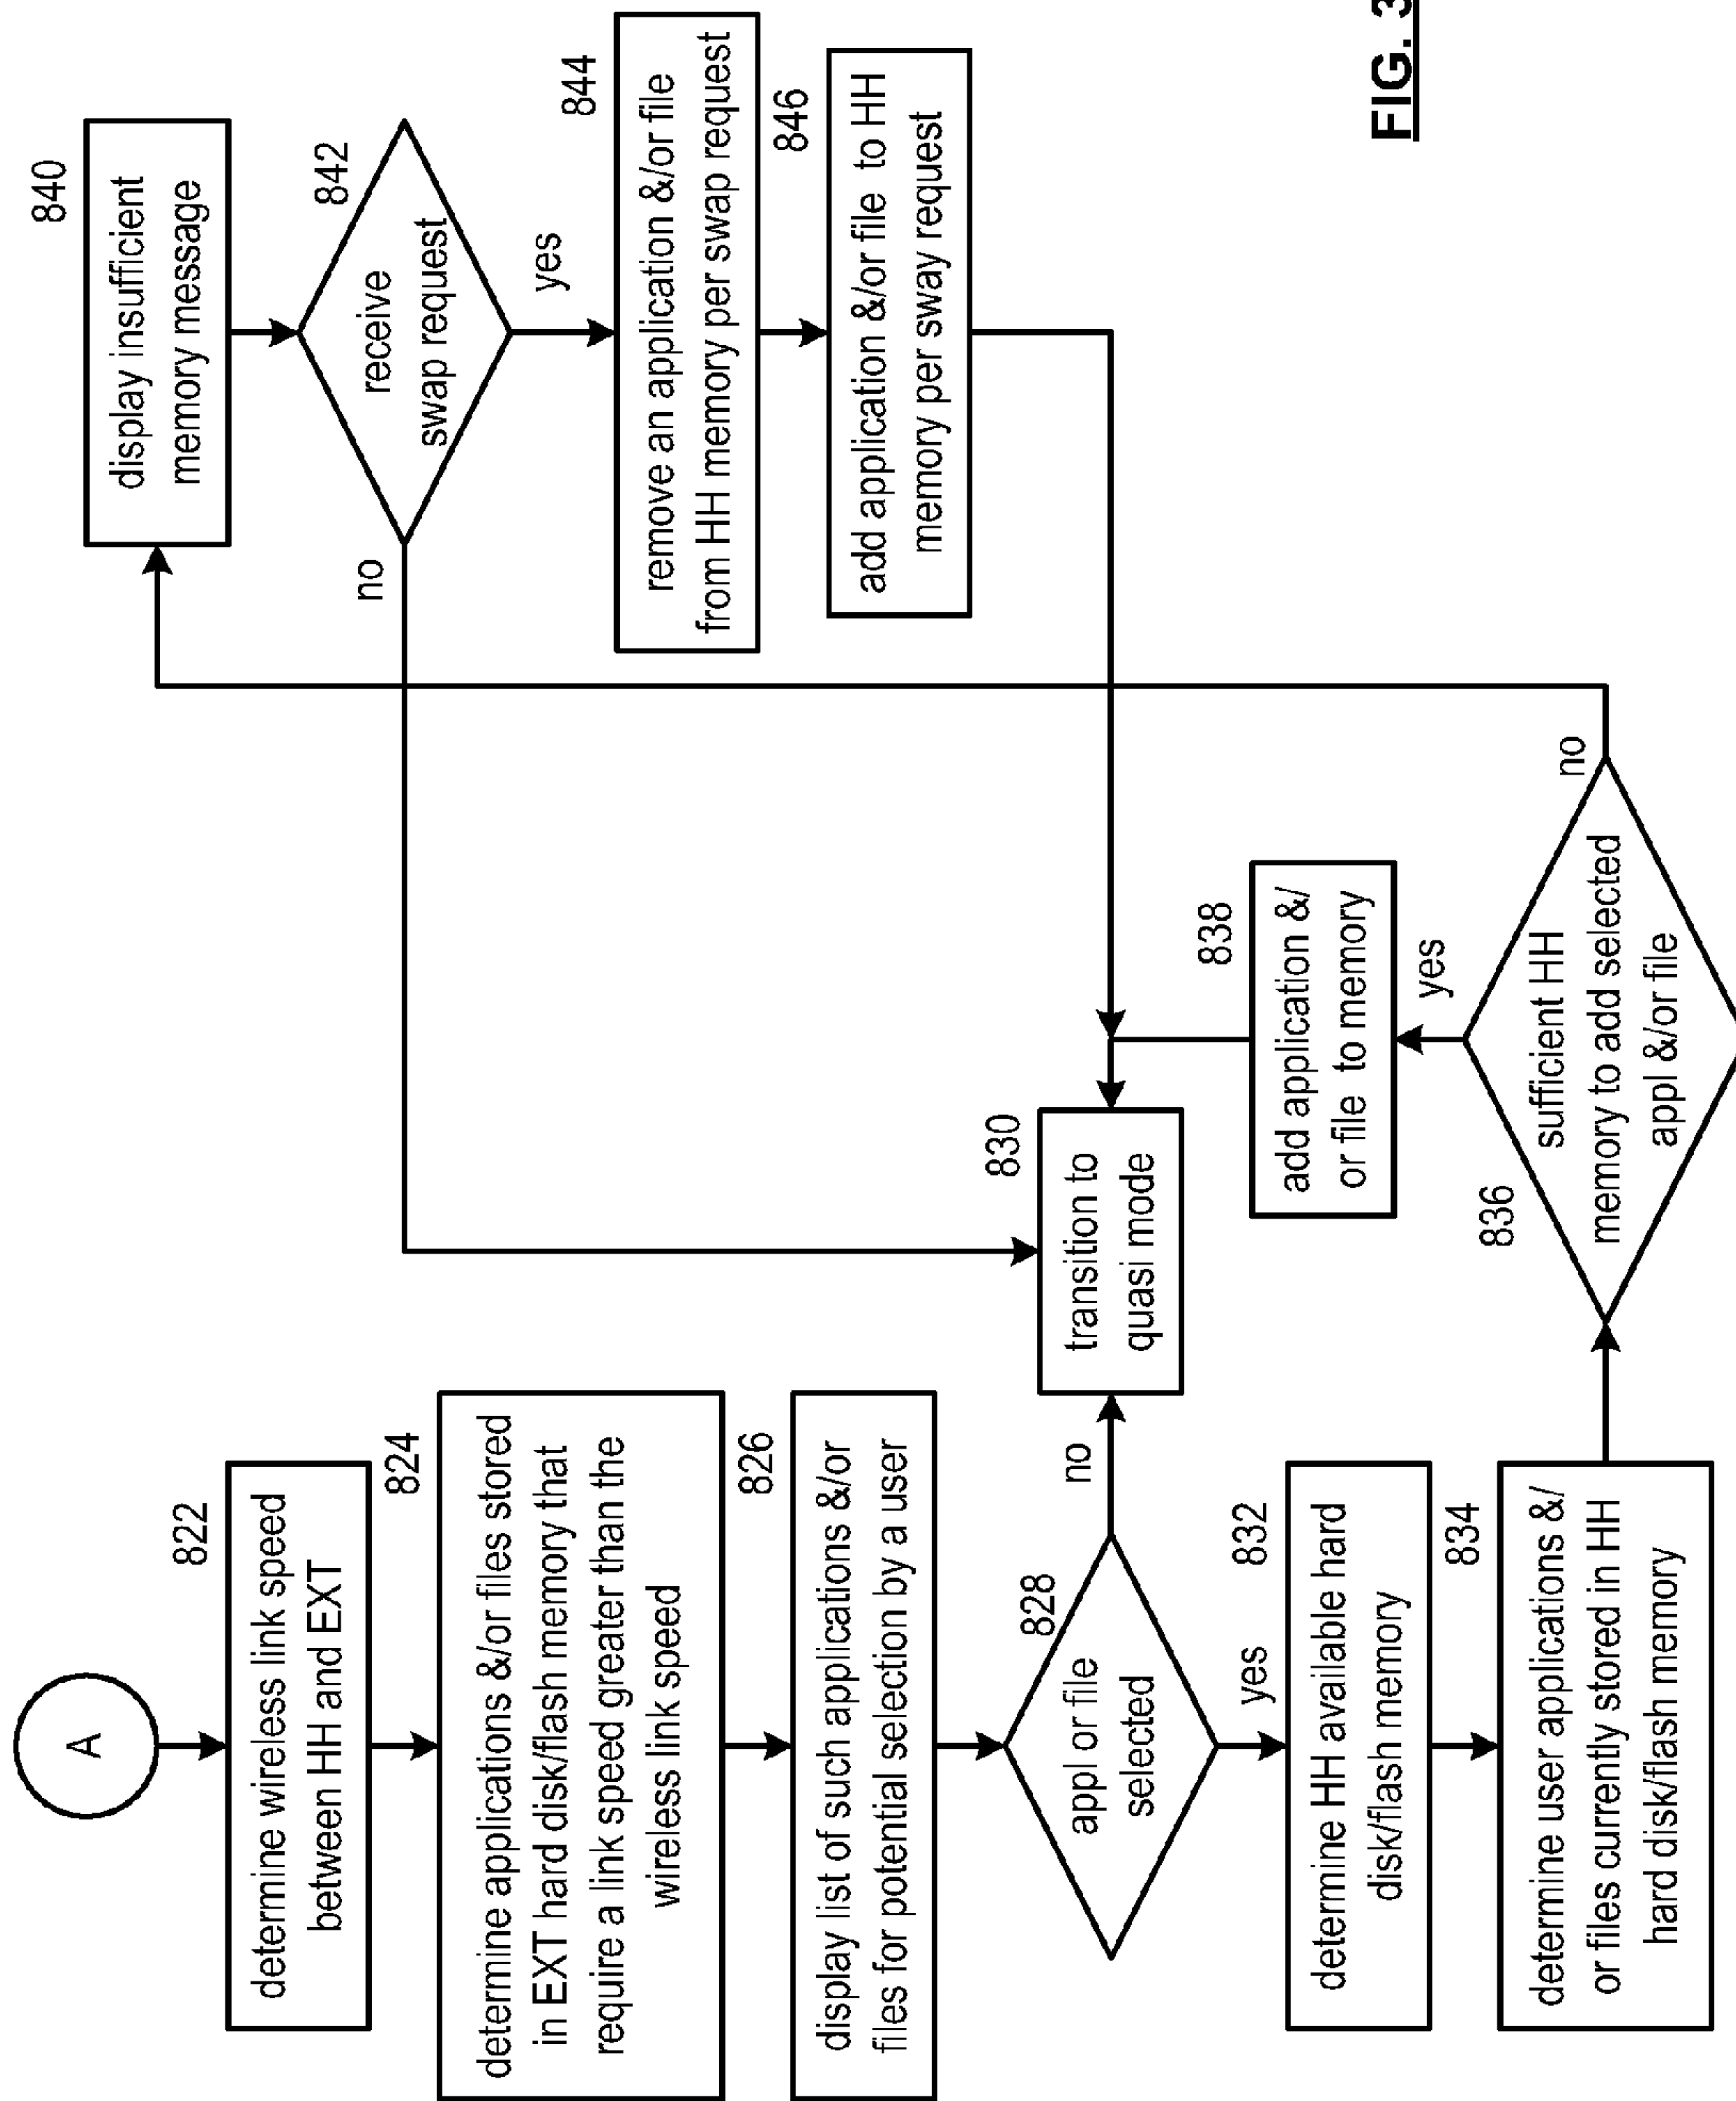 A
822
determine wireless link speed
between HH and EXT
824
determine applications &/or files stored
in EXT hard disk/flash memory that
require a link speed greater than the
wireless link speed
826
display list of such applications &/or
files for potential selection by a user
828
appl or file
selected
no
yes
830
transition to
quasi mode
832
determine HH available hard
disk/flash memory
834
determine user applications &/
or files currently stored in HH
hard disk/flash memory
836
sufficient HH
memory to add selected
appl &/or file
yes
no
838
add application &/
or file to memory
840
display insufficient
memory message
842
receive
swap request
no
yes
844
remove an application &/or file
from HH memory per swap request
846
add application &/or file to HH
memory per sway request
FIG. 3